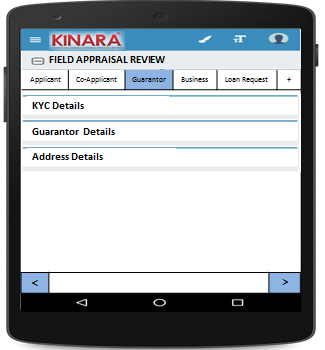 KINARA
FIELD APPRAISAL REVIEW
Applicant Co-Applicant Guarantor Business Loan Request +
KYC Details
Guarantor Details
Address Details
< >